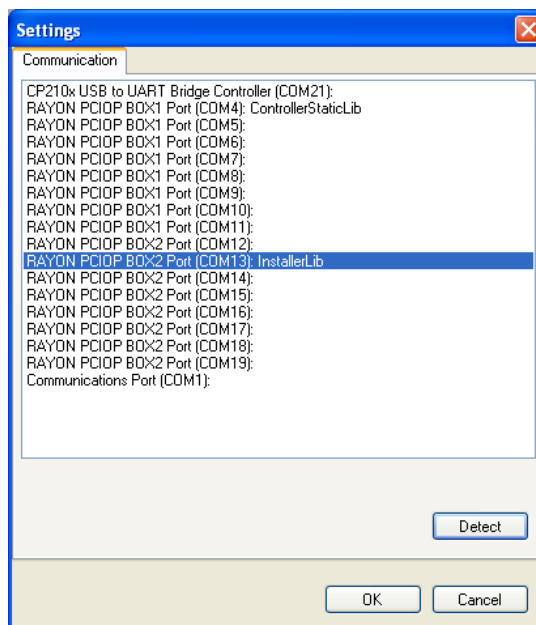 Settings
Communication
CP210x USB to UART Bridge Controller (COM21):
RAYON PCIOP BOX1 Port (COM4): ControllerStaticLib
RAYON PCIOP BOX1 Port (COM5):
RAYON PCIOP BOX1 Port (COM6):
RAYON PCIOP BOX1 Port (COM7):
RAYON PCIOP BOX1 Port (COM8):
RAYON PCIOP BOX1 Port (COM9):
RAYON PCIOP BOX1 Port (COM10):
RAYON PCIOP BOX1 Port (COM11):
RAYON PCIOP BOX2 Port (COM12):
RAYON PCIOP BOX2 Port (COM13): InstallerLib
RAYON PCIOP BOX2 Port (COM14):
RAYON PCIOP BOX2 Port (COM15):
RAYON PCIOP BOX2 Port (COM16):
RAYON PCIOP BOX2 Port (COM17):
RAYON PCIOP BOX2 Port (COM18):
RAYON PCIOP BOX2 Port (COM19):
Communications Port (COM1):
Detect
OK Cancel